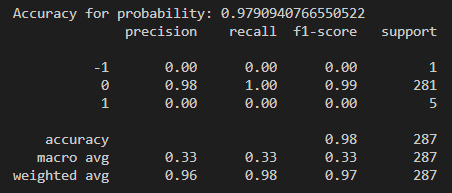 Accuracy for probability: 0.9790940766550522
precision recall f1-score support
-1 0.00 0.00 0.00 1
0 0.98 1.00 0.99 281
1 0.00 0.00 0.00 5
accuracy 0.98 287
macro avg 0.33 0.33 0.33 287
weighted avg 0.96 0.98 0.97 287